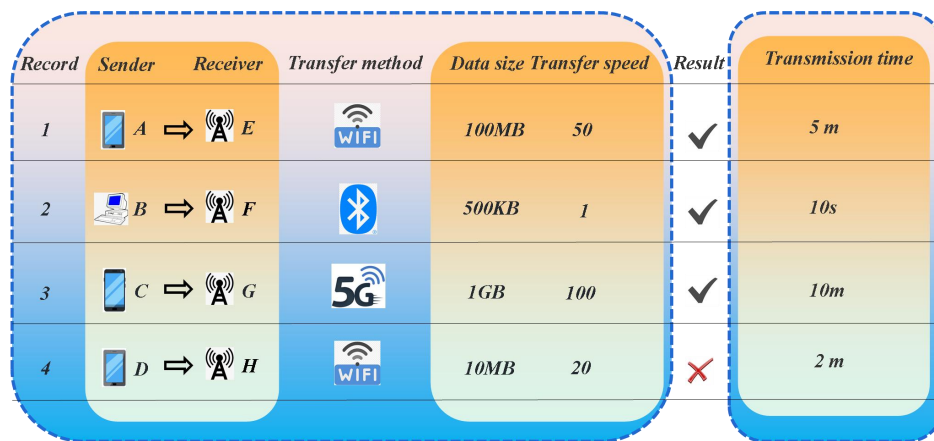 Record Sender Receiver Transfer method Data size Transfer speed Result Transmission time
1 A E WIFI 100MB 50 5 m
2 B F 500KB 1 10s
3 C G 5G 1GB 100 10m
4 D H WIFI 10MB 20 2 m